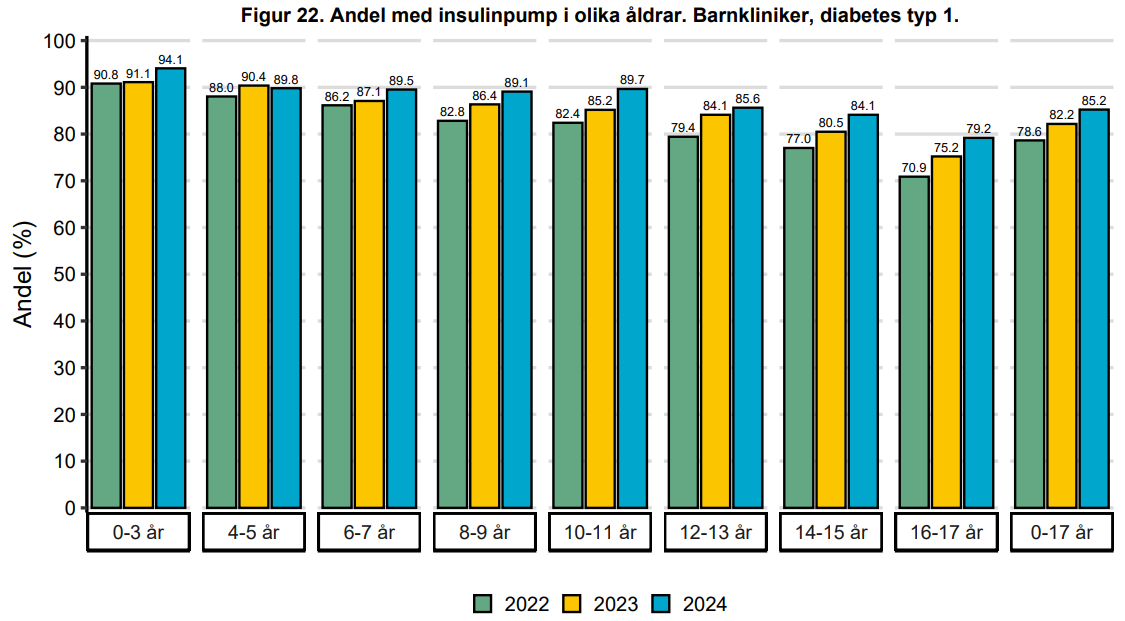 Figur 22. Andel med insulinpump i olika åldrar. Barnkliniker, diabetes typ 1.
Andel (%)
100
90
80
70
60
50
40
30
20
10
0
90.8 91.1 94.1
88.0 90.4 89.8
86.2 87.1 89.5
82.8 86.4 89.1
82.4 85.2 89.7
79.4 84.1 85.6
77.0 80.5 84.1
70.9 75.2 79.2
78.6 82.2 85.2
0-3 år 4-5 år 6-7 år 8-9 år 10-11 år 12-13 år 14-15 år 16-17 år 0-17 år
2022 2023 2024